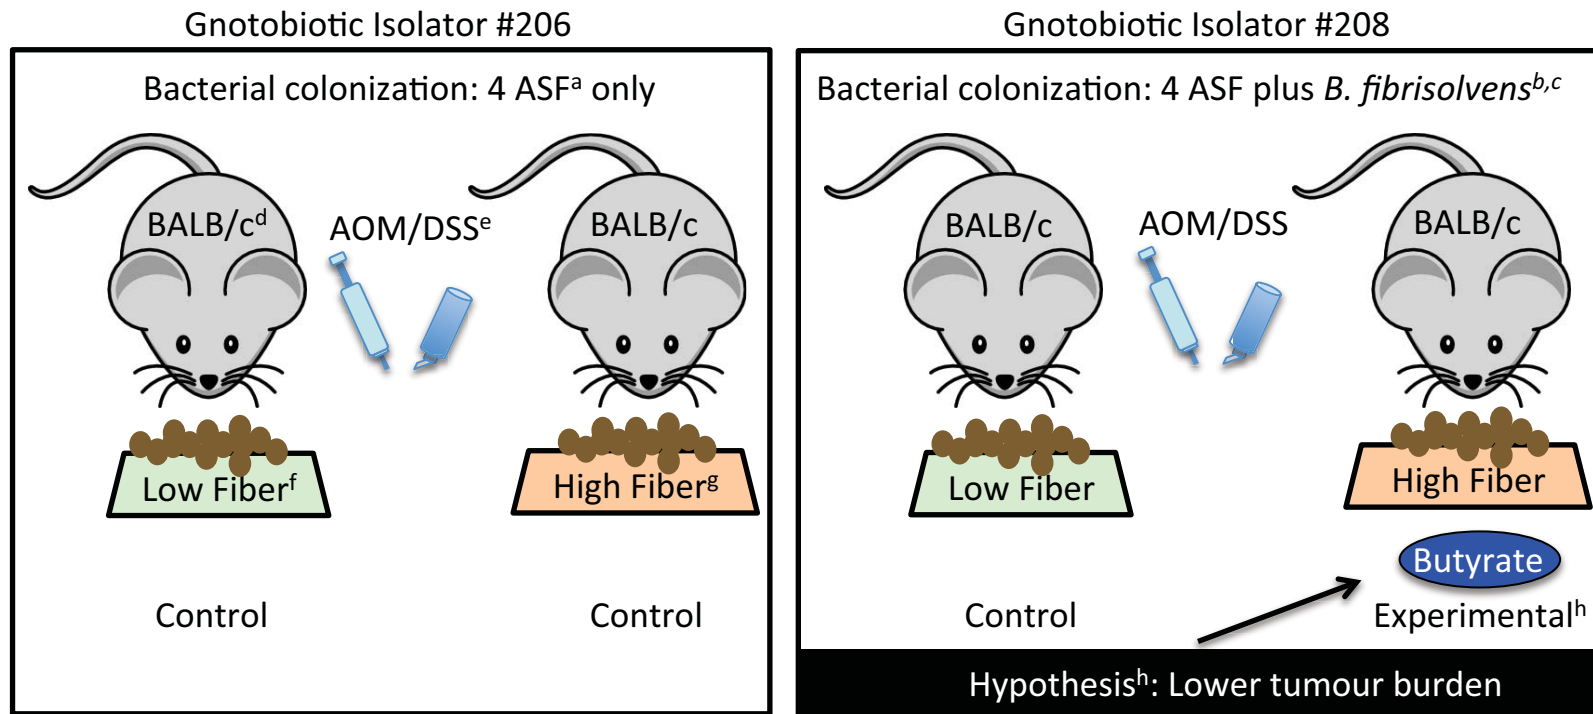 Gnotobiotic Isolator #206
Bacterial colonization: 4 ASFᵃ only
BALB/cᵈ
AOM/DSSᵉ
BALB/c
Low Fiberᶠ
High Fiberᵍ
Control
Control
Gnotobiotic Isolator #208
Bacterial colonization: 4 ASF plus B. fibrisolvensᵇ,ᶜ
BALB/c
AOM/DSS
BALB/c
Low Fiber
High Fiber
Butyrate
Control
Experimentalʰ
Hypothesisʰ: Lower tumour burden